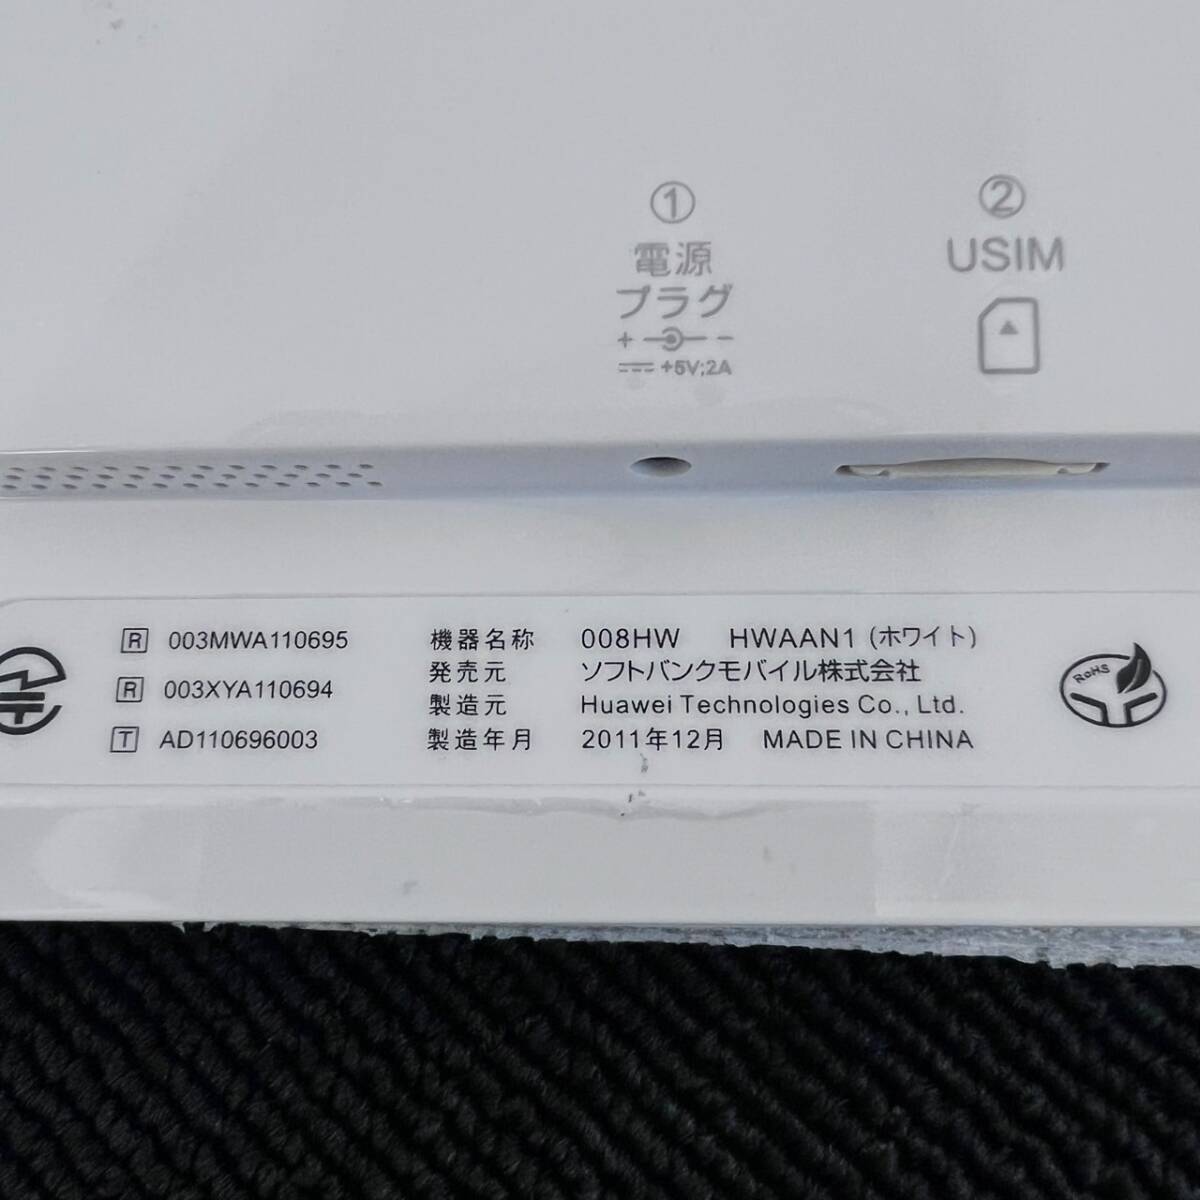 ①
電源
プラグ
+ -
+5V;2A
②
USIM
R 003MWA110695
R 003XYA110694
T AD110696003
機器名称 008HW HWAAN1 (ホワイト)
発売元 ソフトバンクモバイル株式会社
製造元 Huawei Technologies Co., Ltd.
製造年月 2011年12月 MADE IN CHINA
RoHS